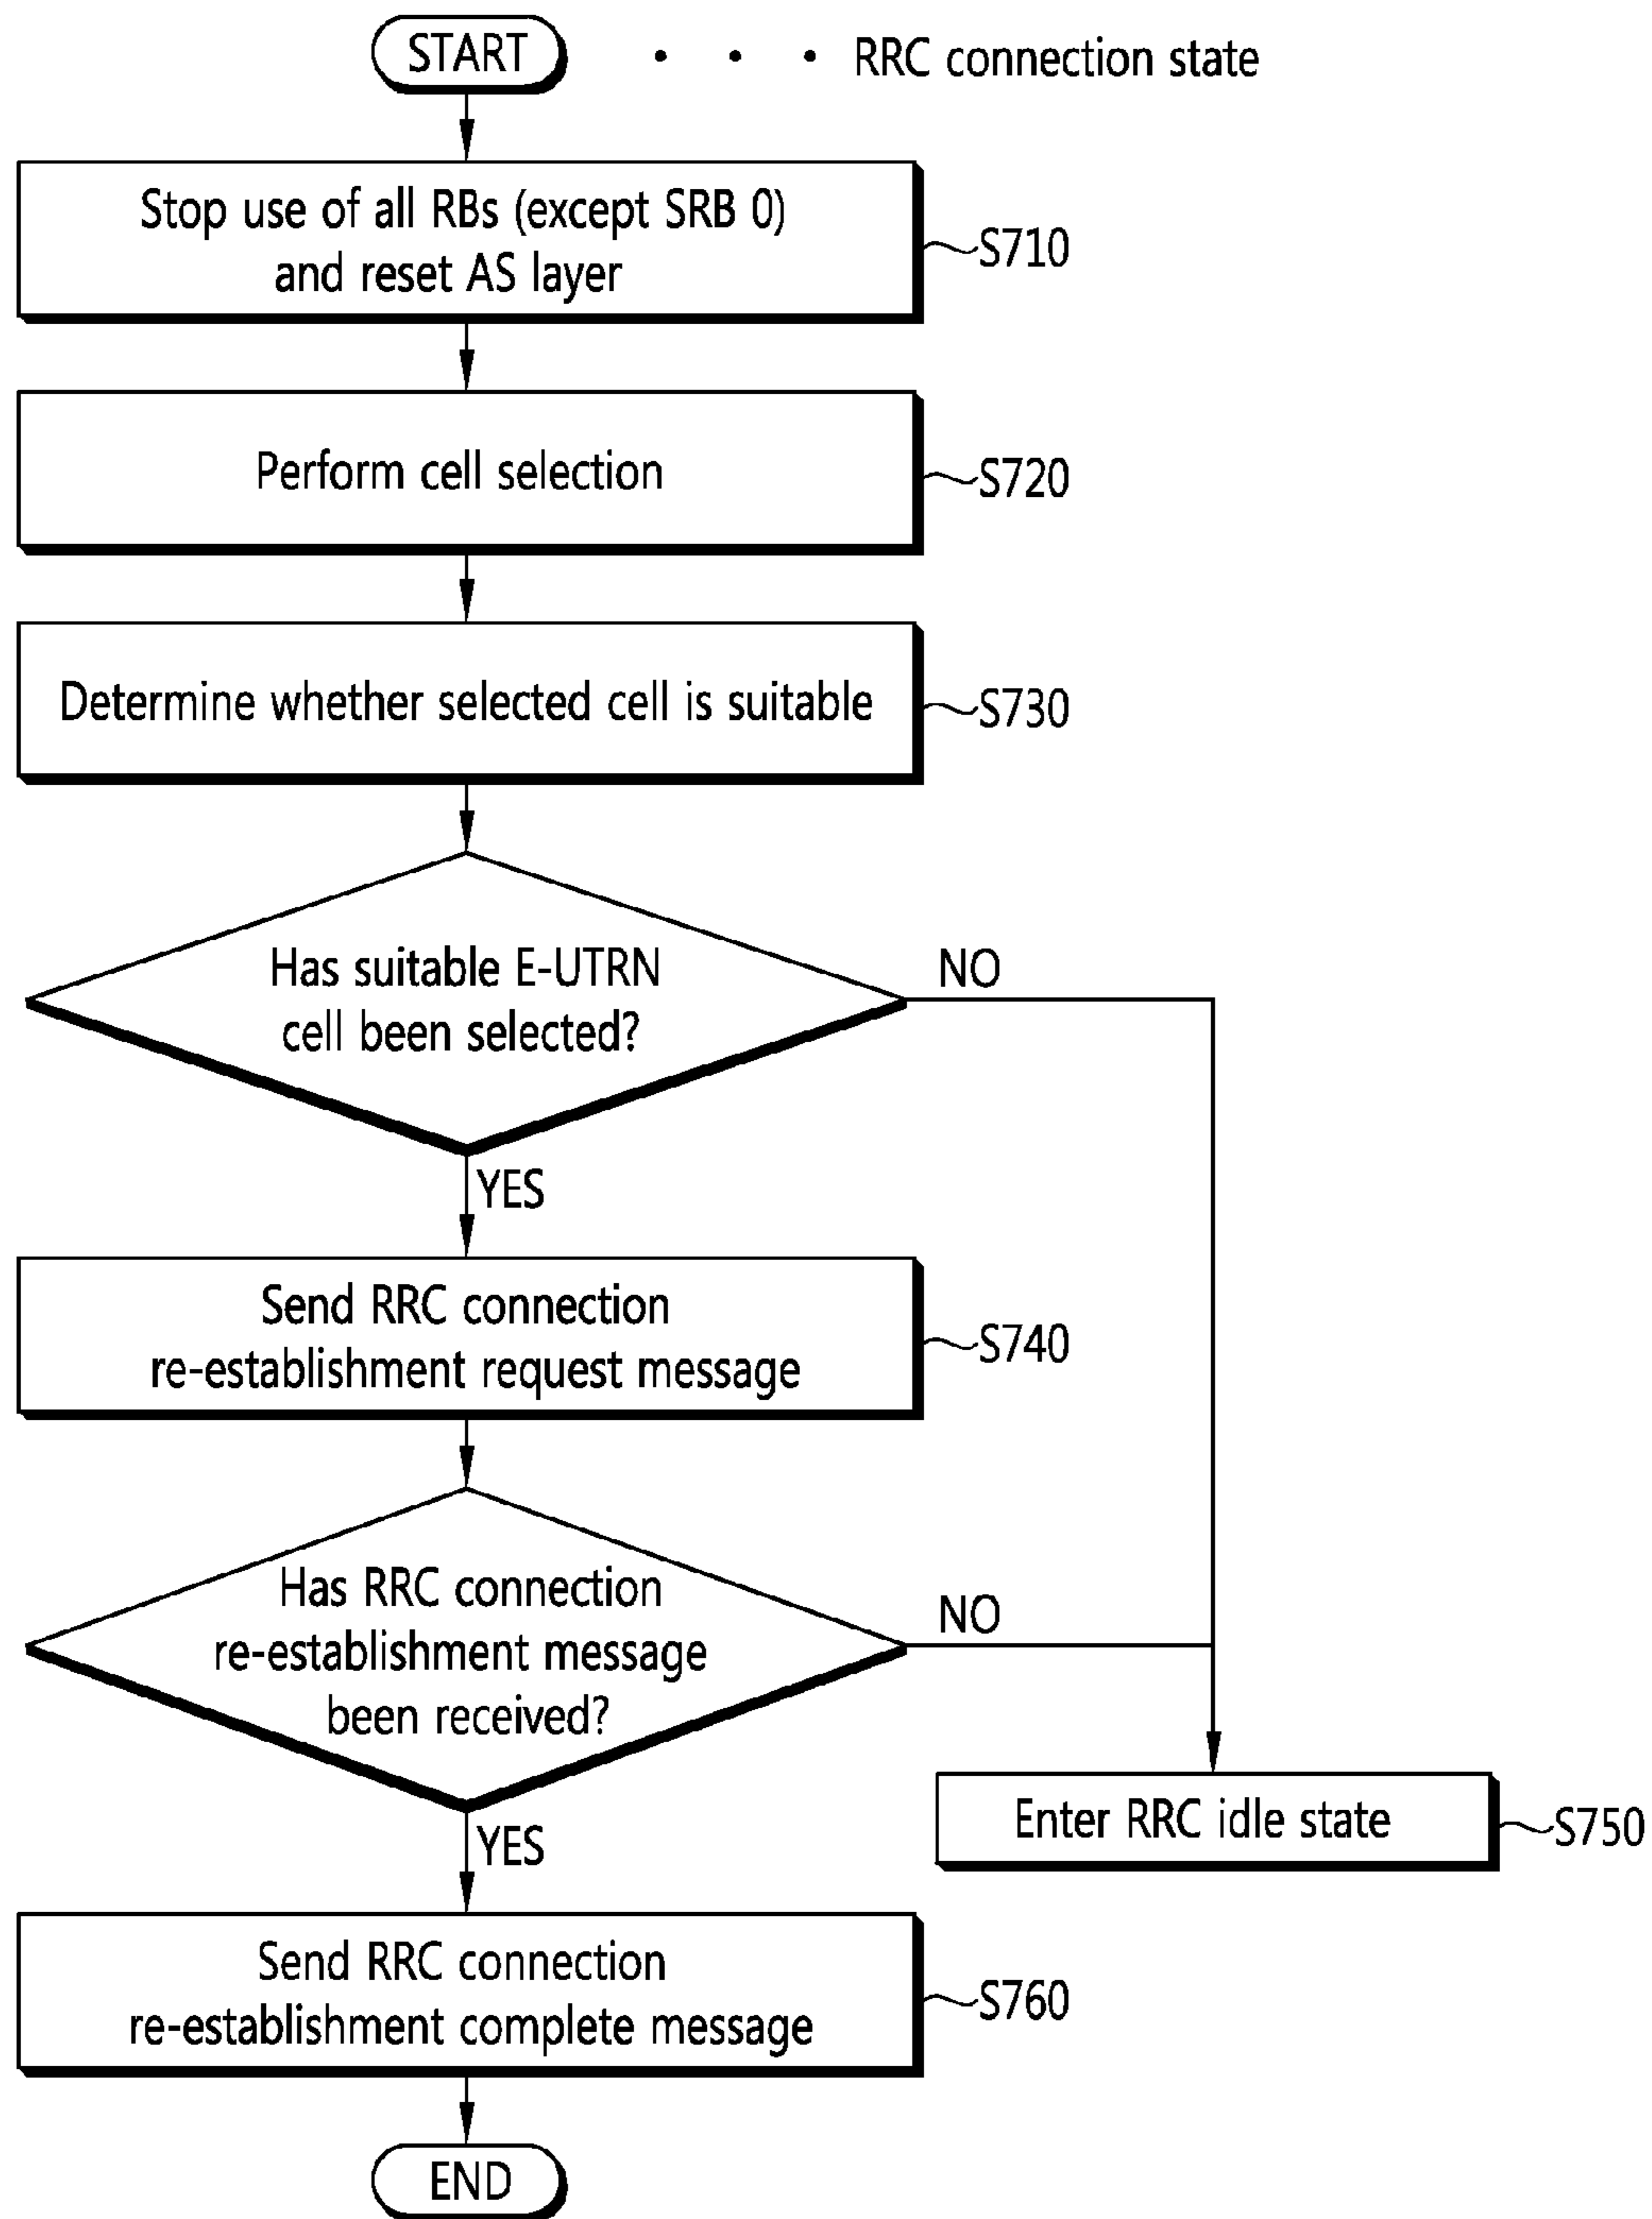 START
· · · RRC connection state
Stop use of all RBs (except SRB 0)
and reset AS layer
S710
Perform cell selection
S720
Determine whether selected cell is suitable
S730
Has suitable E-UTRN
cell been selected?
NO
YES
Send RRC connection
re-establishment request message
S740
Has RRC connection
re-establishment message
been received?
NO
YES
Enter RRC idle state
S750
Send RRC connection
re-establishment complete message
S760
END